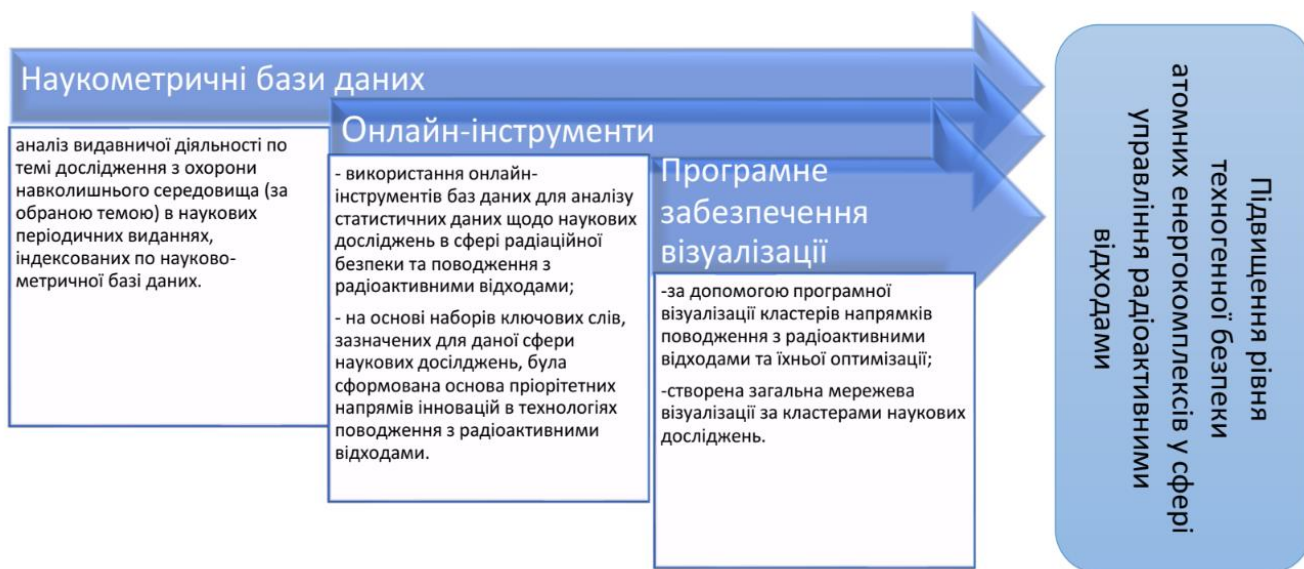 Наукометричні бази даних
аналіз видавничої діяльності по
темі дослідження з охорони
навколишнього середовища (за
обраною темою) в наукових
періодичних виданнях,
індексованих по науково-
метричної базі даних.
Онлайн-інструменти
- використання онлайн-
інструментів баз даних для аналізу
статистичних даних щодо наукових
досліджень в сфері радіаційної
безпеки та поводження з
радіоактивними відходами;
- на основі наборів ключових слів,
зазначених для даної сфери
наукових досілджень, була
сформована основа пріорітетних
напрямів інновацій в технологіях
поводження з радіоактивними
відходами.
Програмне
забезпечення
візуалізації
-за допомогою програмної
візуалізації кластерів напрямків
поводження з радіоактивними
відходами та їхньої оптимізації;
-створена загальна мережева
візуалізації за кластерами наукових
досліджень.
Підвищення рівня
техногенної безпеки
атомних енергокомплексів у сфері
управління радіоактивними
відходами